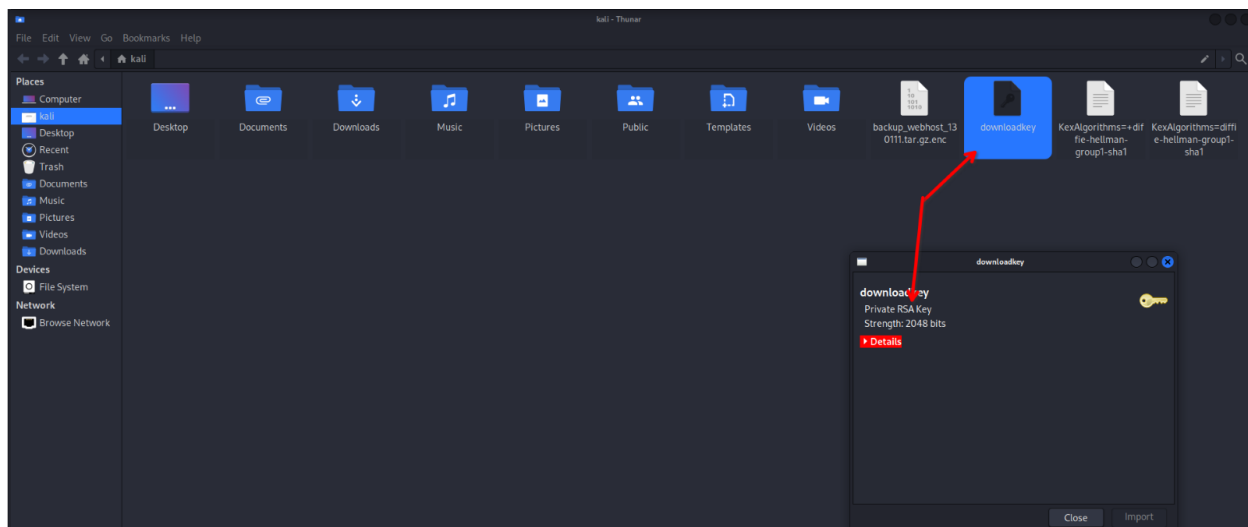 kali - Thunar
File Edit View Go Bookmarks Help
kali
Places
Computer
kali
Desktop
Recent
Trash
Documents
Music
Pictures
Videos
Downloads
Devices
File System
Network
Browse Network
Desktop
Documents
Downloads
Music
Pictures
Public
Templates
Videos
backup_webhost_13
0111.tar.gz.enc
downloadkey
KexAlgorithms=+dif
fie-hellman-
group1-sha1
KexAlgorithms=diffi
e-hellman-group1-
sha1
downloadkey
downloadkey
Private RSA Key
Strength: 2048 bits
Details
Close Import